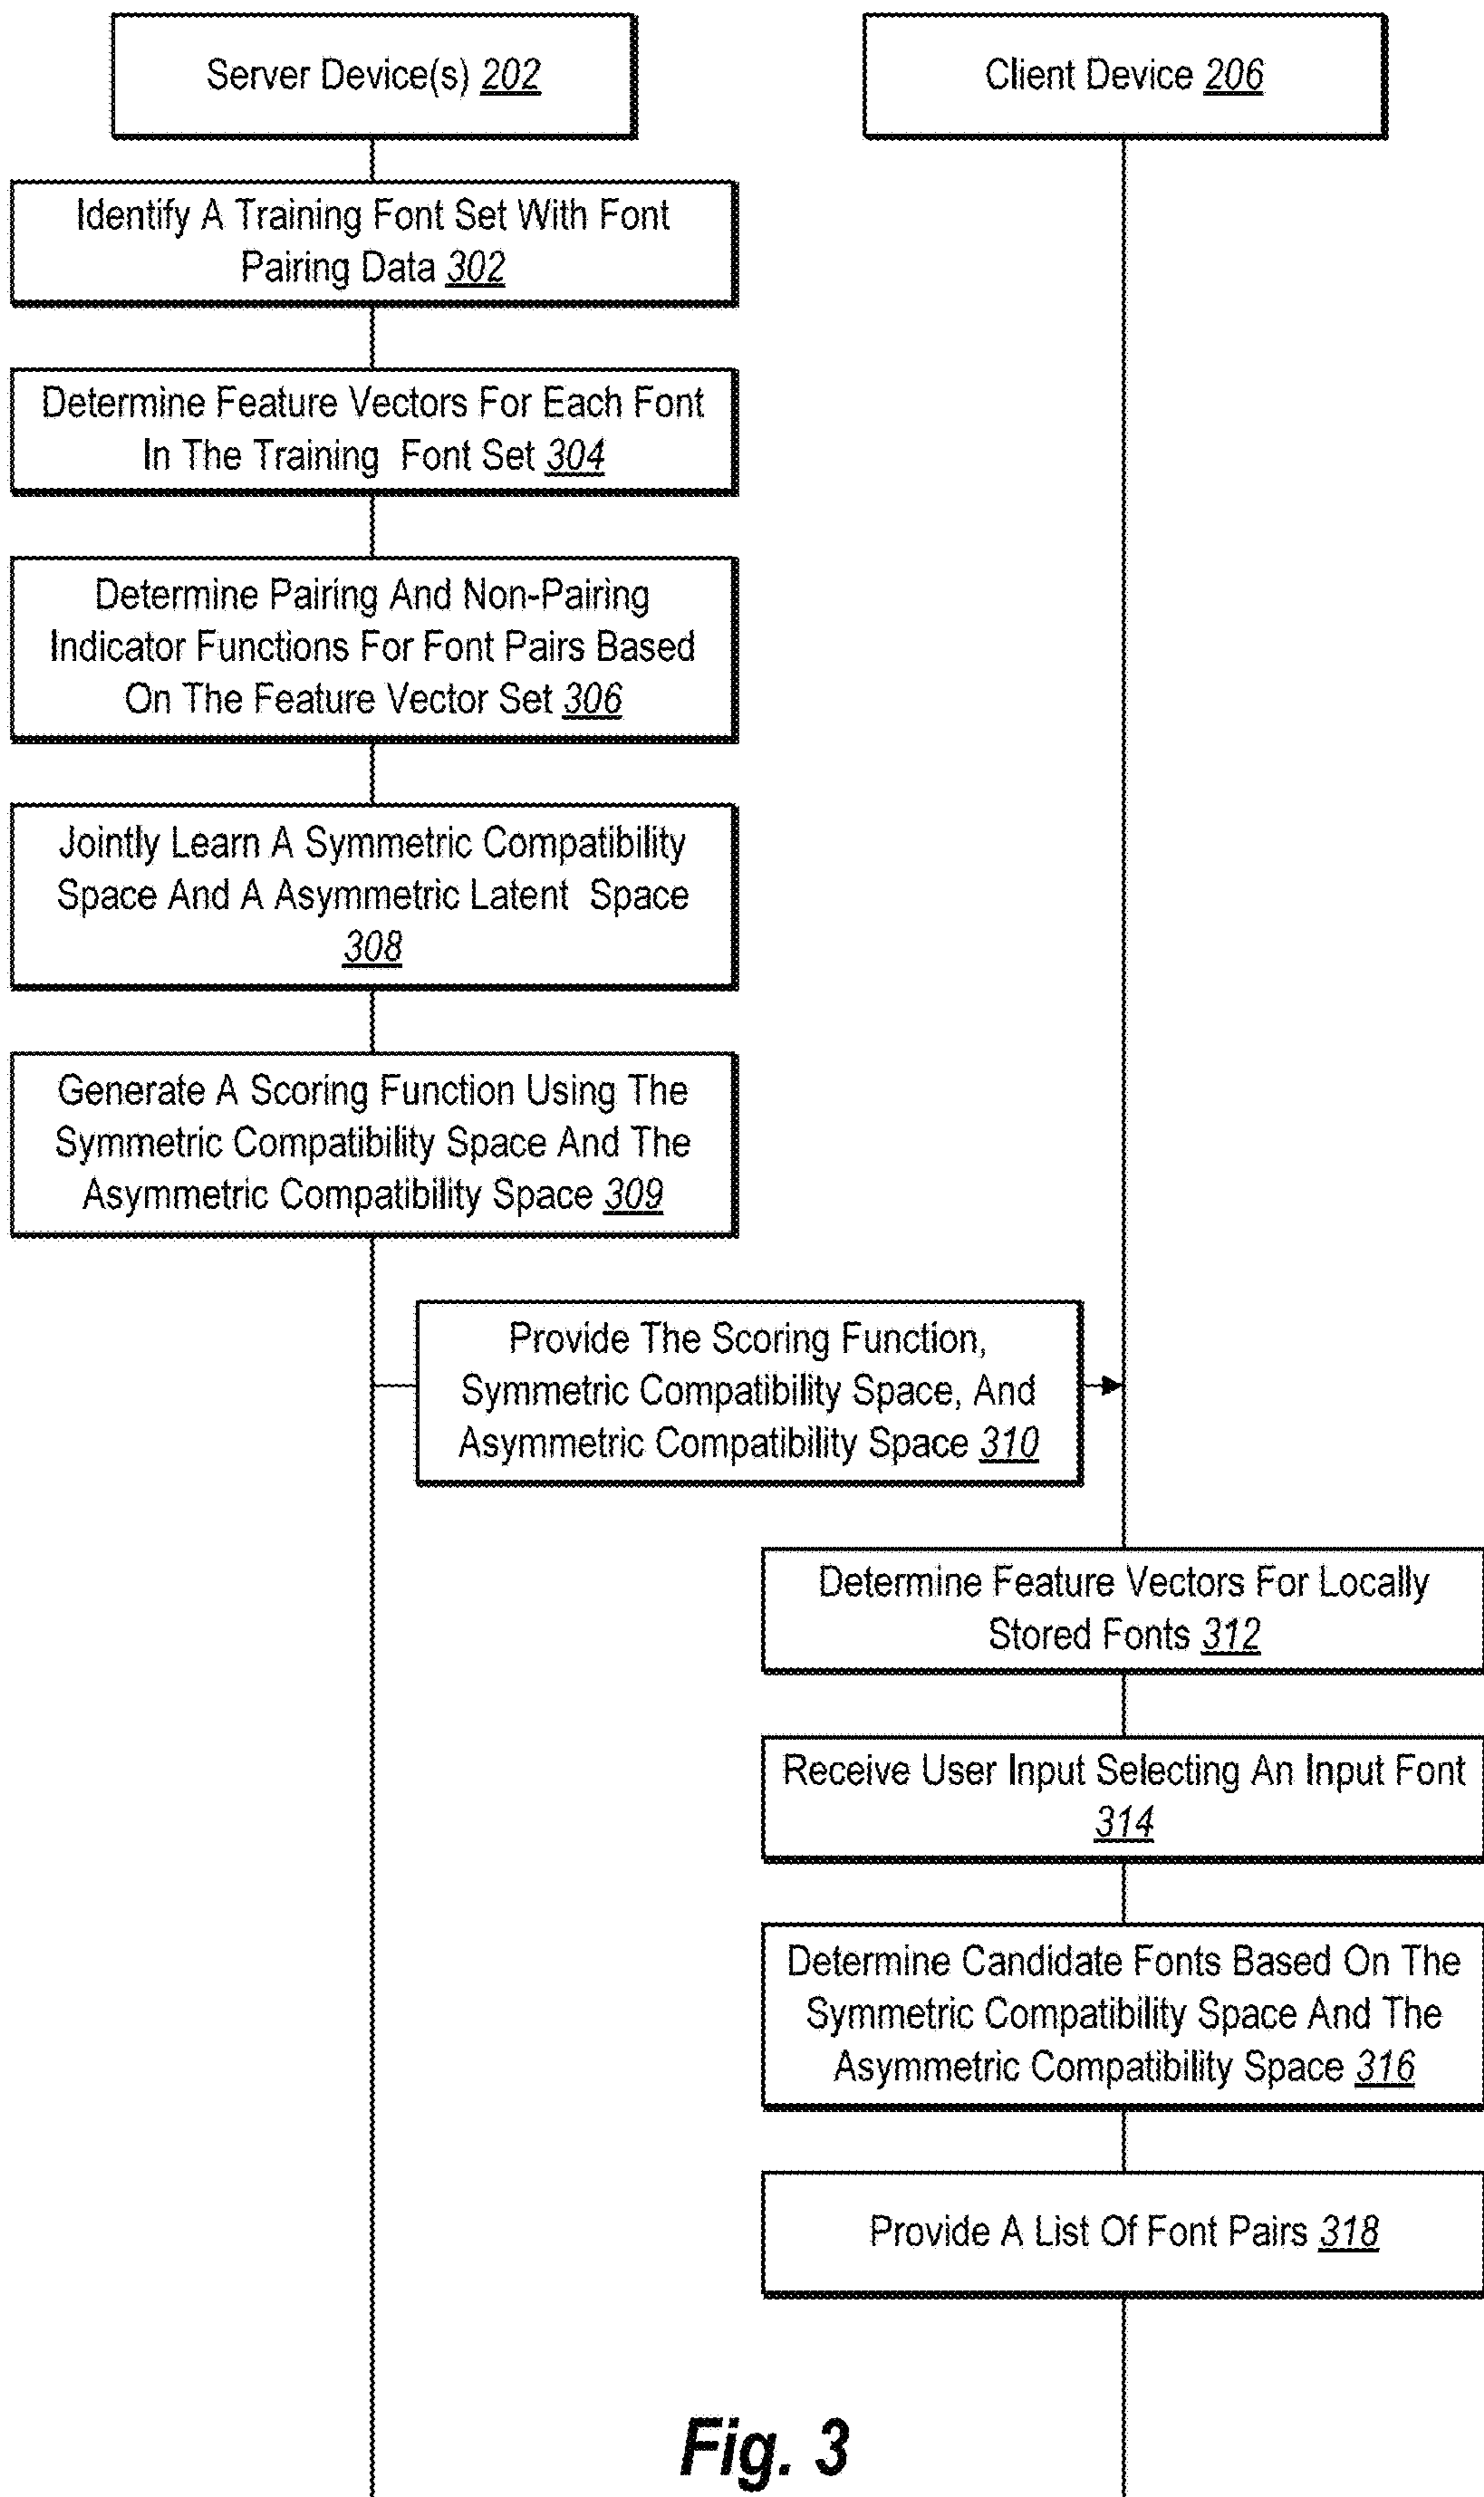 Server Device(s) 202
Client Device 206
Identify A Training Font Set With Font
Pairing Data 302
Determine Feature Vectors For Each Font
In The Training Font Set 304
Determine Pairing And Non-Pairing
Indicator Functions For Font Pairs Based
On The Feature Vector Set 306
Jointly Learn A Symmetric Compatibility
Space And A Asymmetric Latent Space
308
Generate A Scoring Function Using The
Symmetric Compatibility Space And The
Asymmetric Compatibility Space 309
Provide The Scoring Function,
Symmetric Compatibility Space, And
Asymmetric Compatibility Space 310
Determine Feature Vectors For Locally
Stored Fonts 312
Receive User Input Selecting An Input Font
314
Determine Candidate Fonts Based On The
Symmetric Compatibility Space And The
Asymmetric Compatibility Space 316
Provide A List Of Font Pairs 318
Fig. 3